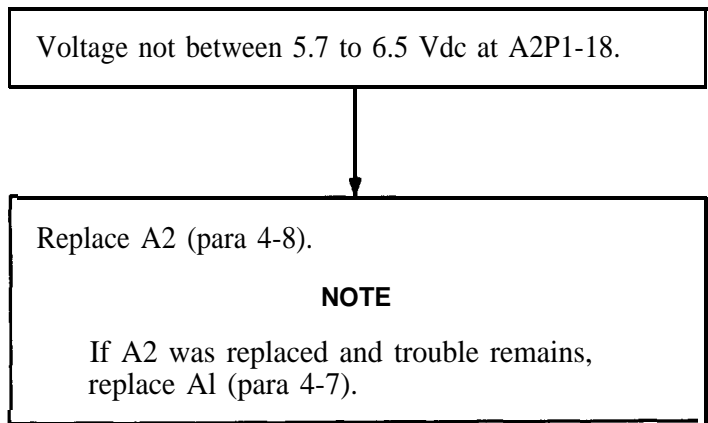 Voltage not between 5.7 to 6.5 Vdc at A2P1-18.
Replace A2 (para 4-8).
NOTE
If A2 was replaced and trouble remains,
replace Al (para 4-7).